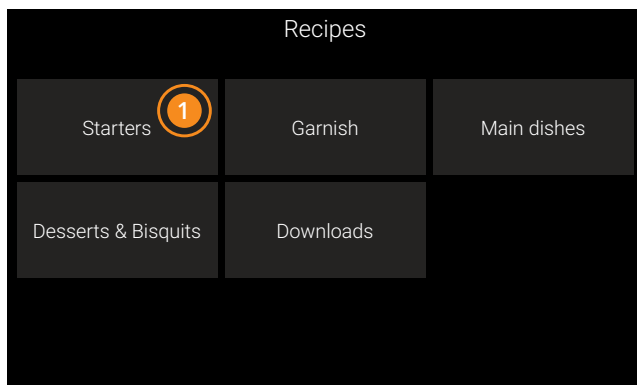 Recipes
Starters 1 Garnish Main dishes
Desserts & Bisquits Downloads